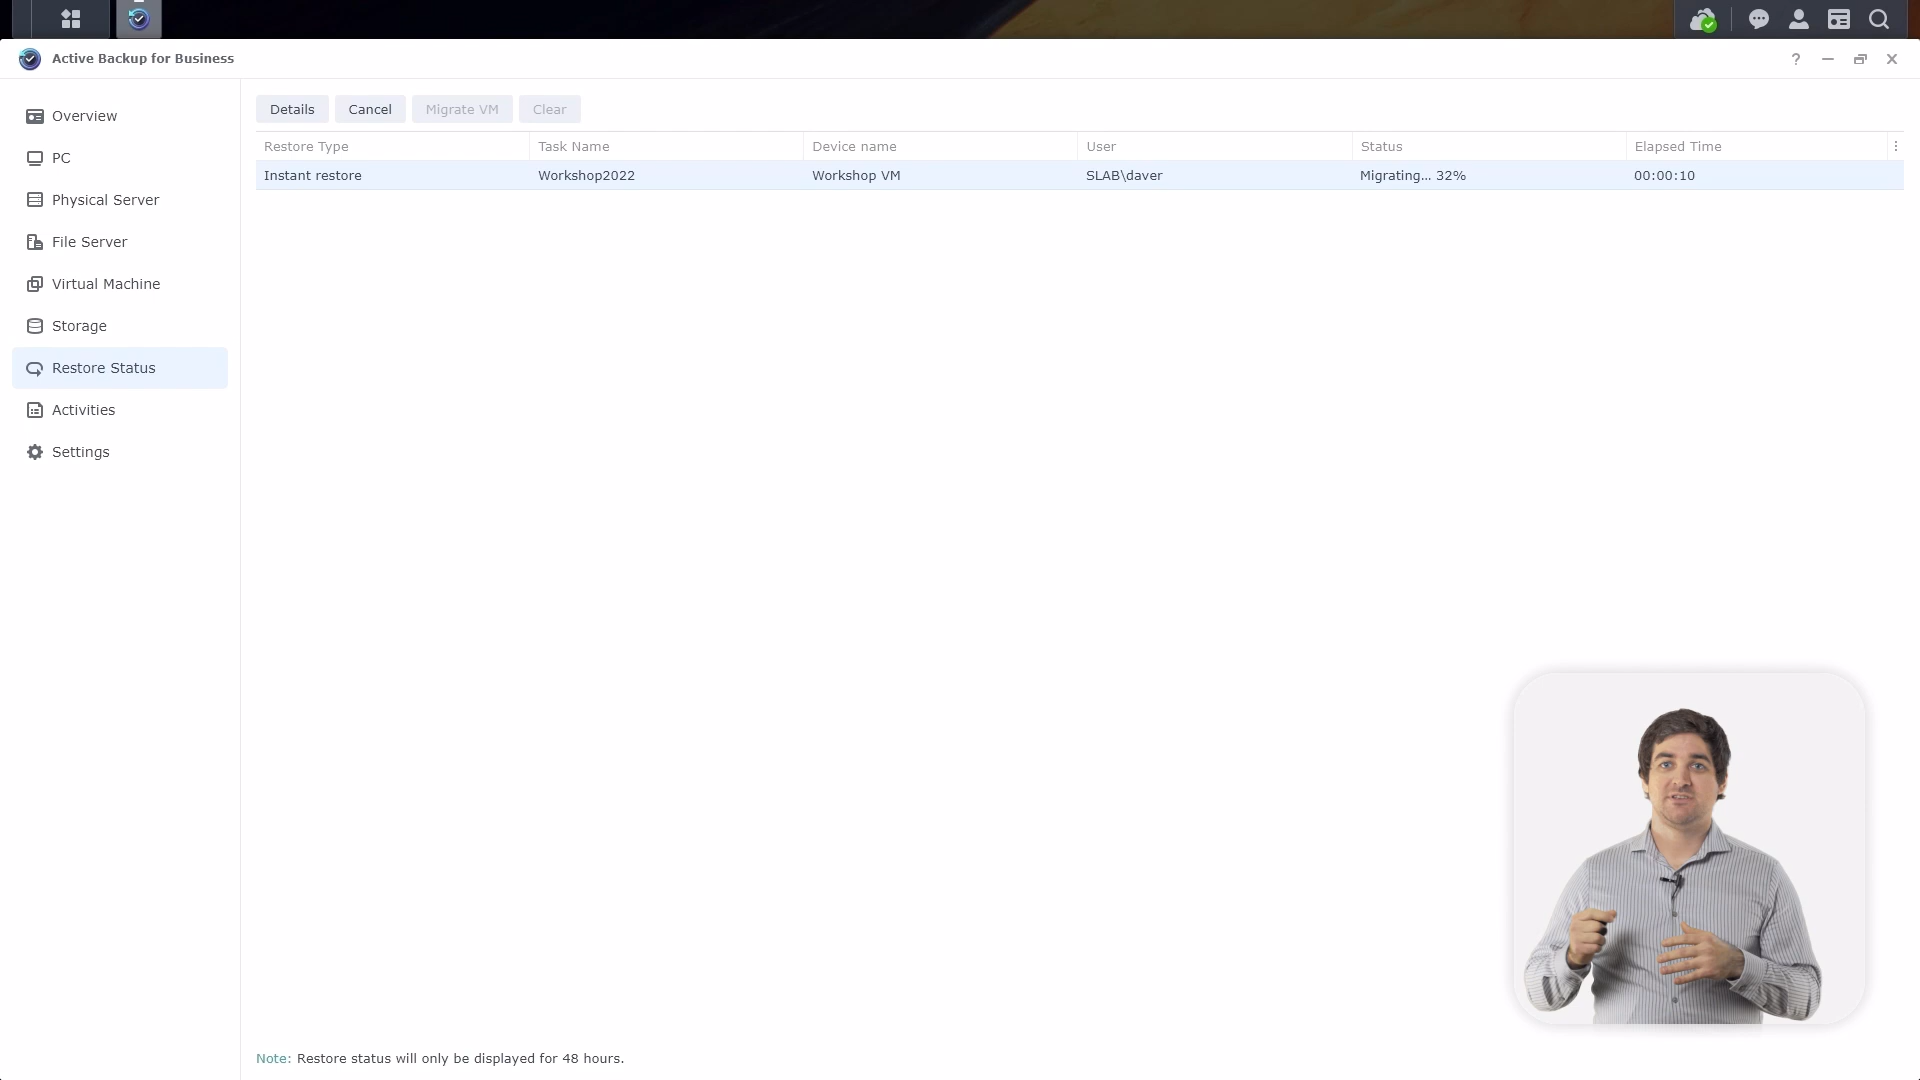 Active Backup for Business
?
Overview
PC
Physical Server
File Server
Virtual Machine
Storage
Restore Status
Activities
Settings
Details Cancel Migrate VM Clear
Restore Type Task Name Device name User Status Elapsed Time
Instant restore Workshop2022 Workshop VM SLAB\daver Migrating... 32% 00:00:10
Note: Restore status will only be displayed for 48 hours.